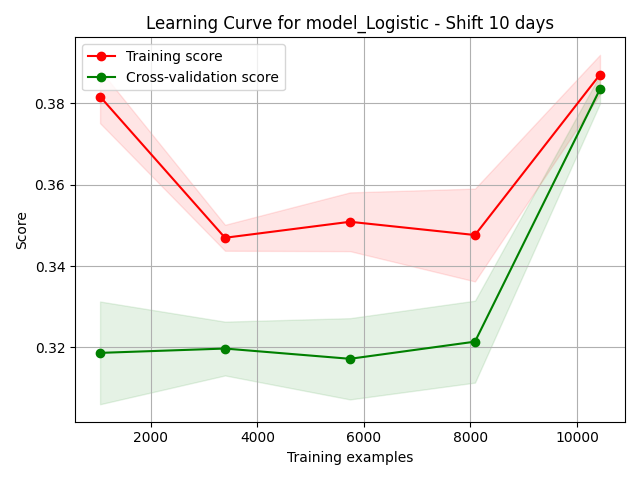 Learning Curve for model_Logistic - Shift 10 days
Training score
Cross-validation score
0.38
0.36
0.34
0.32
Score
2000 4000 6000 8000 10000
Training examples